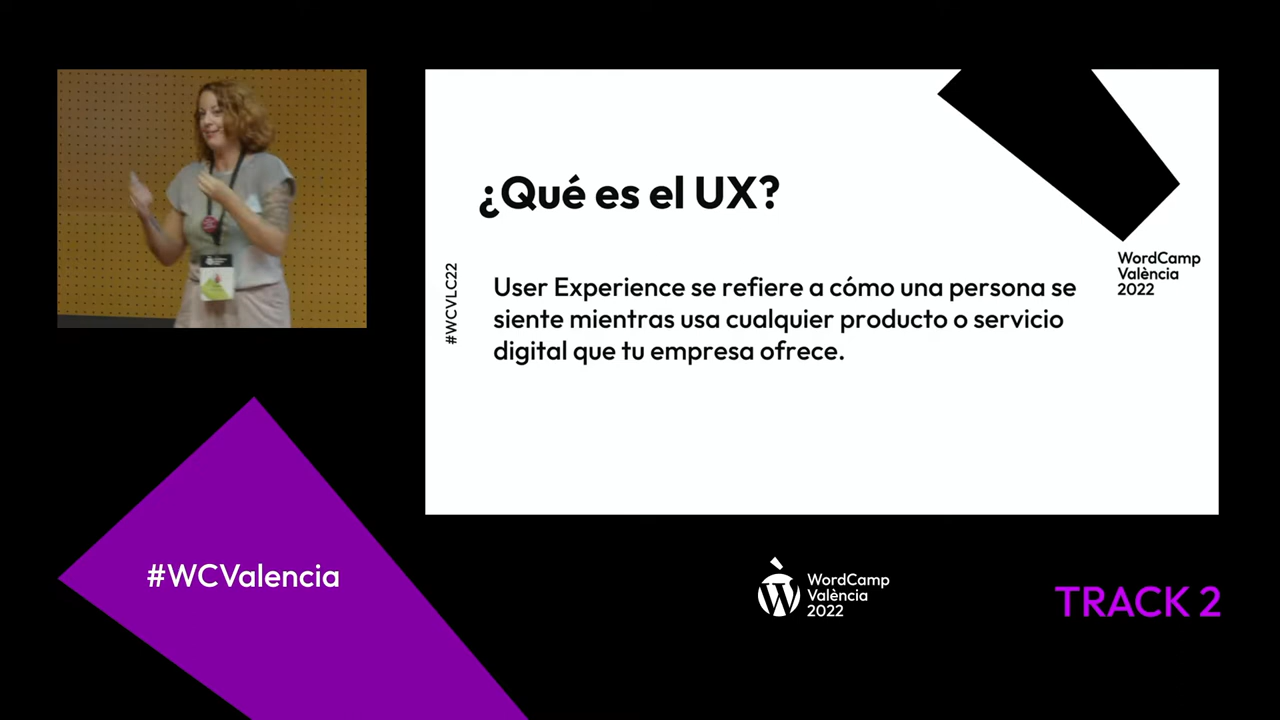 ¿Qué es el UX?
User Experience se refiere a cómo una persona se
siente mientras usa cualquier producto o servicio
digital que tu empresa ofrece.
#WCVLC22
WordCamp
València
2022
#WCValencia
WordCamp
València
2022
TRACK 2